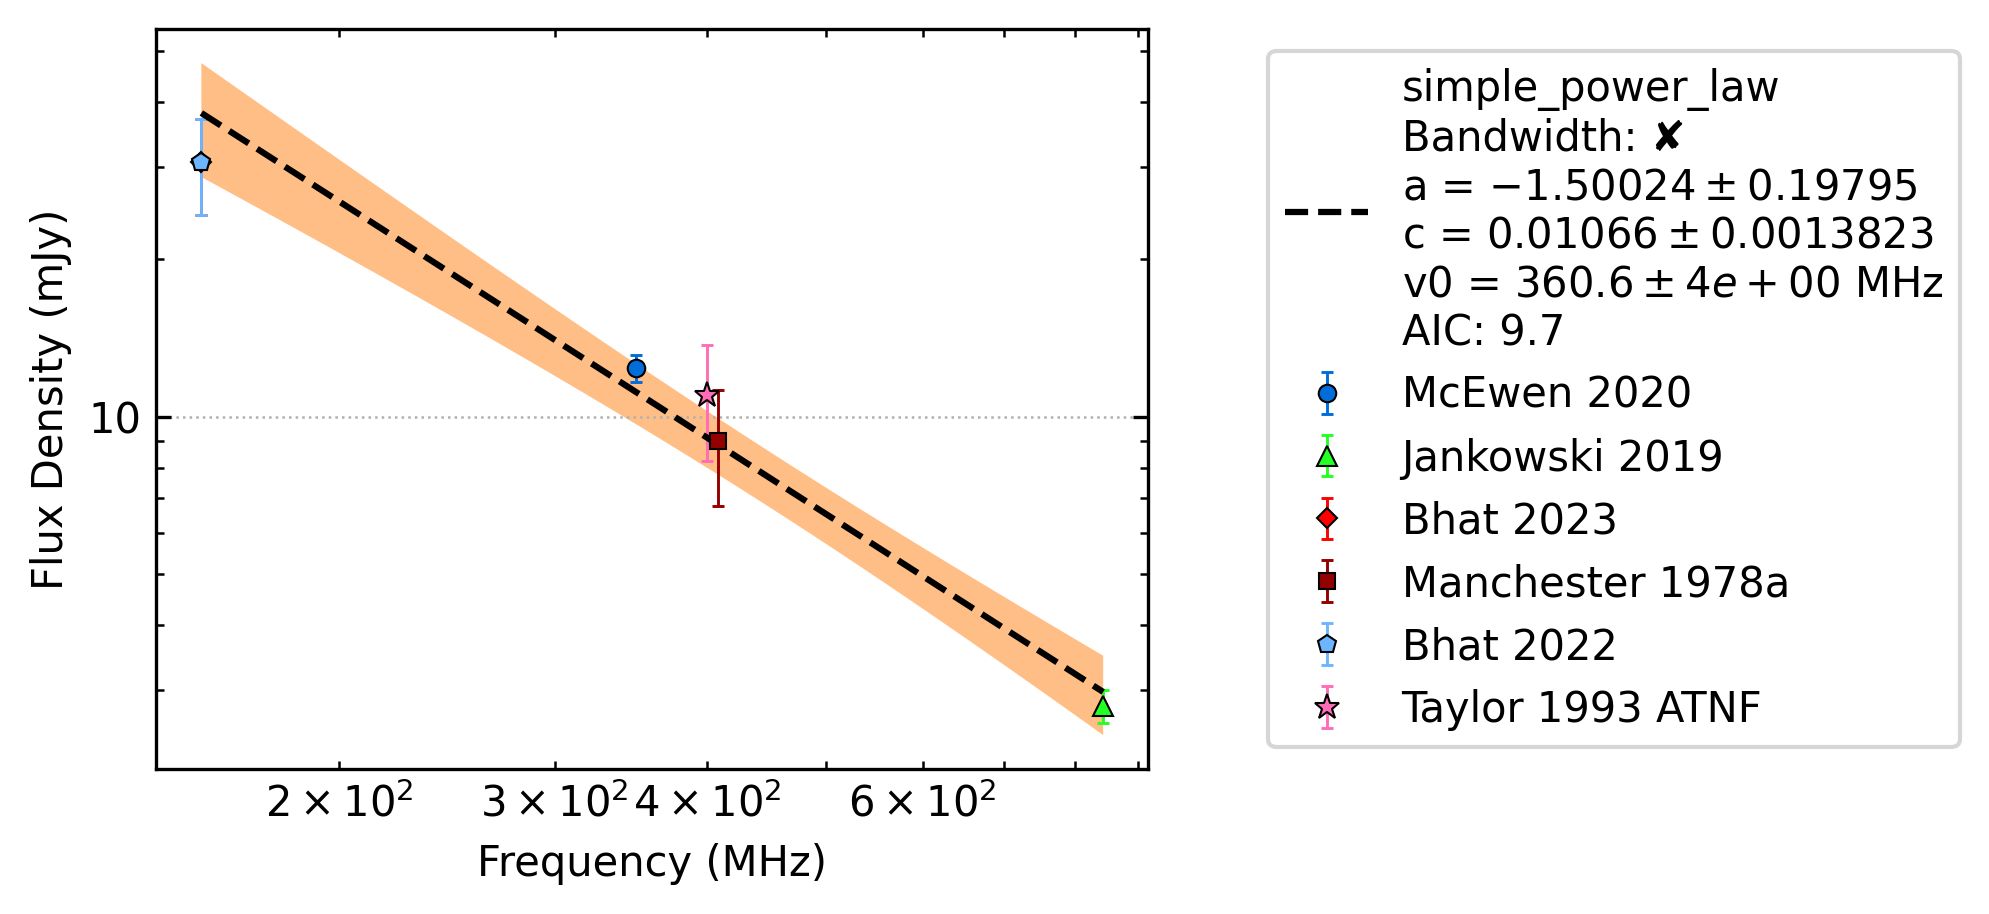 Flux Density (mJy)
10
2 × 10²
3 × 10²
4 × 10²
6 × 10²
Frequency (MHz)
simple_power_law
Bandwidth: ✘
a = −1.50024 ± 0.19795
c = 0.01066 ± 0.0013823
v0 = 360.6 ± 4e + 00 MHz
AIC: 9.7
McEwen 2020
Jankowski 2019
Bhat 2023
Manchester 1978a
Bhat 2022
Taylor 1993 ATNF